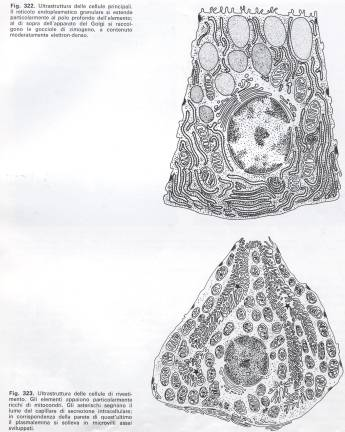 Fig. 322. Ultrastruttura delle cellule principali.
Il reticolo endoplasmatico granulare si estende
particolarmente al polo profondo dell'elemento;
al di sopra dell'apparato del Golgi si raccol-
gono le gocciole di zimogeno, a contenuto
moderatamente elettron-denso.
Fig. 323. Ultrastruttura delle cellule di rivesti-
mento. Gli elementi appaiono particolarmente
ricchi di mitocondri. Gli asterischi segnano il
lume del capillare di secrezione intracellulare;
in corrispondenza della parete di quest'ultimo
il plasmalemma si solleva in microvilli assai
sviluppati.